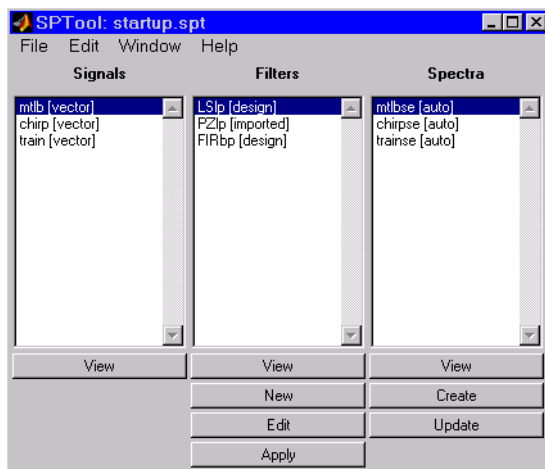 SPTool: startup.spt
File Edit Window Help
Signals Filters Spectra
mtlb [vector] LSlp [design] mtlbse [auto]
chirp [vector] PZlp [imported] chirpse [auto]
train [vector] FIRbp [design] trainse [auto]
View View View
New Create
Edit Update
Apply